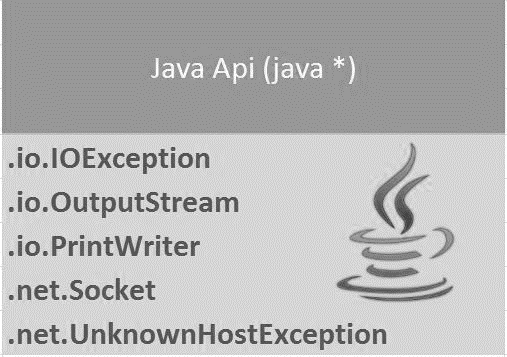 Java Api (java *)
.io.IOException
.io.OutputStream
.io.PrintWriter
.net.Socket
.net.UnknownHostException